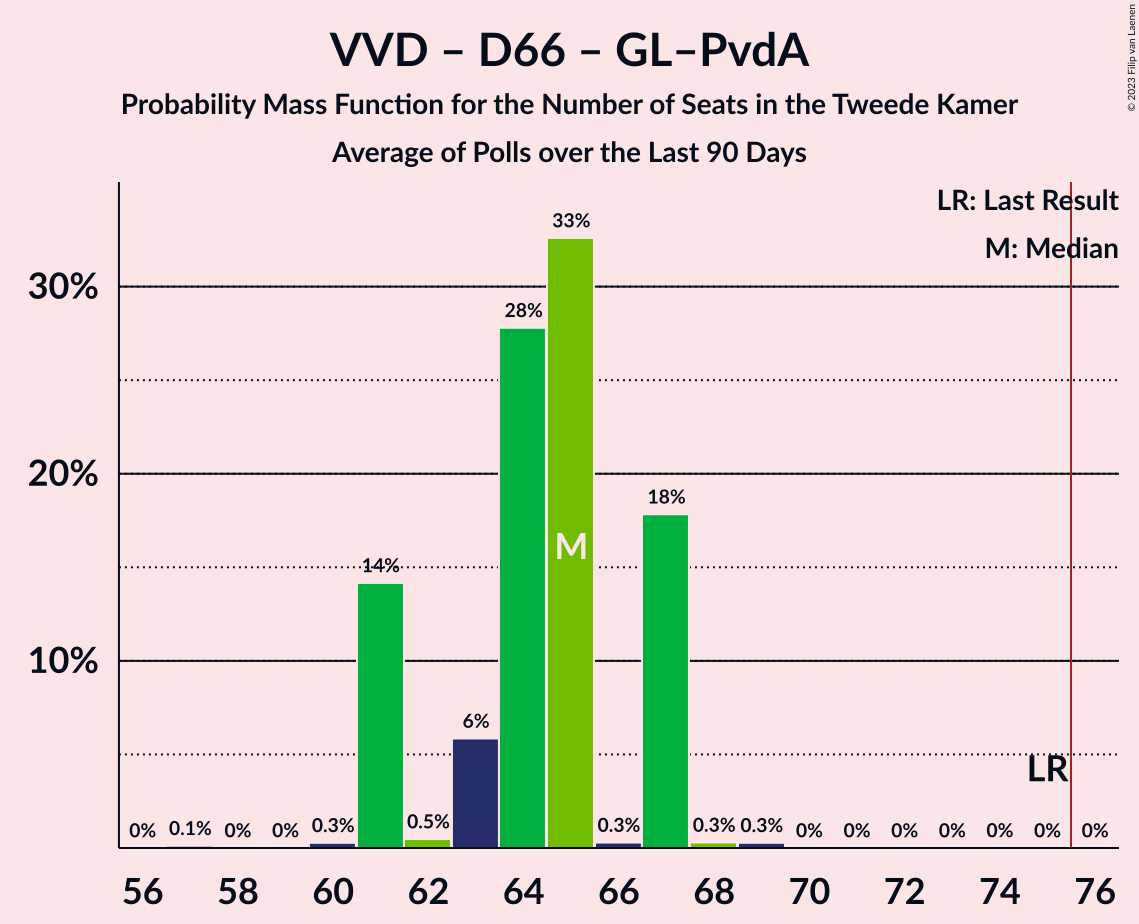 VVD – D66 – GL–PvdA
Probability Mass Function for the Number of Seats in the Tweede Kamer
Average of Polls over the Last 90 Days
© 2023 Filip van Laenen
LR: Last Result
M: Median
33%
30%
28%
20%
18%
M
14%
10%
6%
LR
0% 0.1% 0% 0% 0.3% 0.5% 0.3% 0.3% 0.3% 0% 0% 0% 0% 0% 0% 0%
56 58 60 62 64 66 68 70 72 74 76